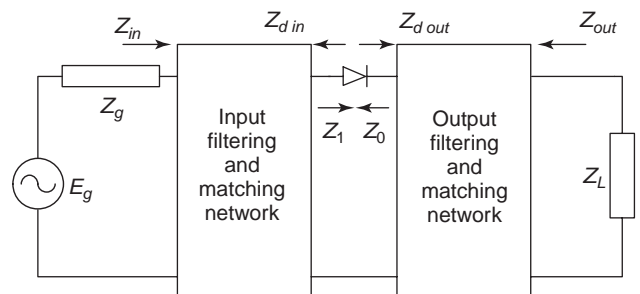 Z_in
Z_d in
Z_d out
Z_out
Z_g
Input
filtering
and
matching
network
Z_1
Z_0
Output
filtering
and
matching
network
E_g
Z_L